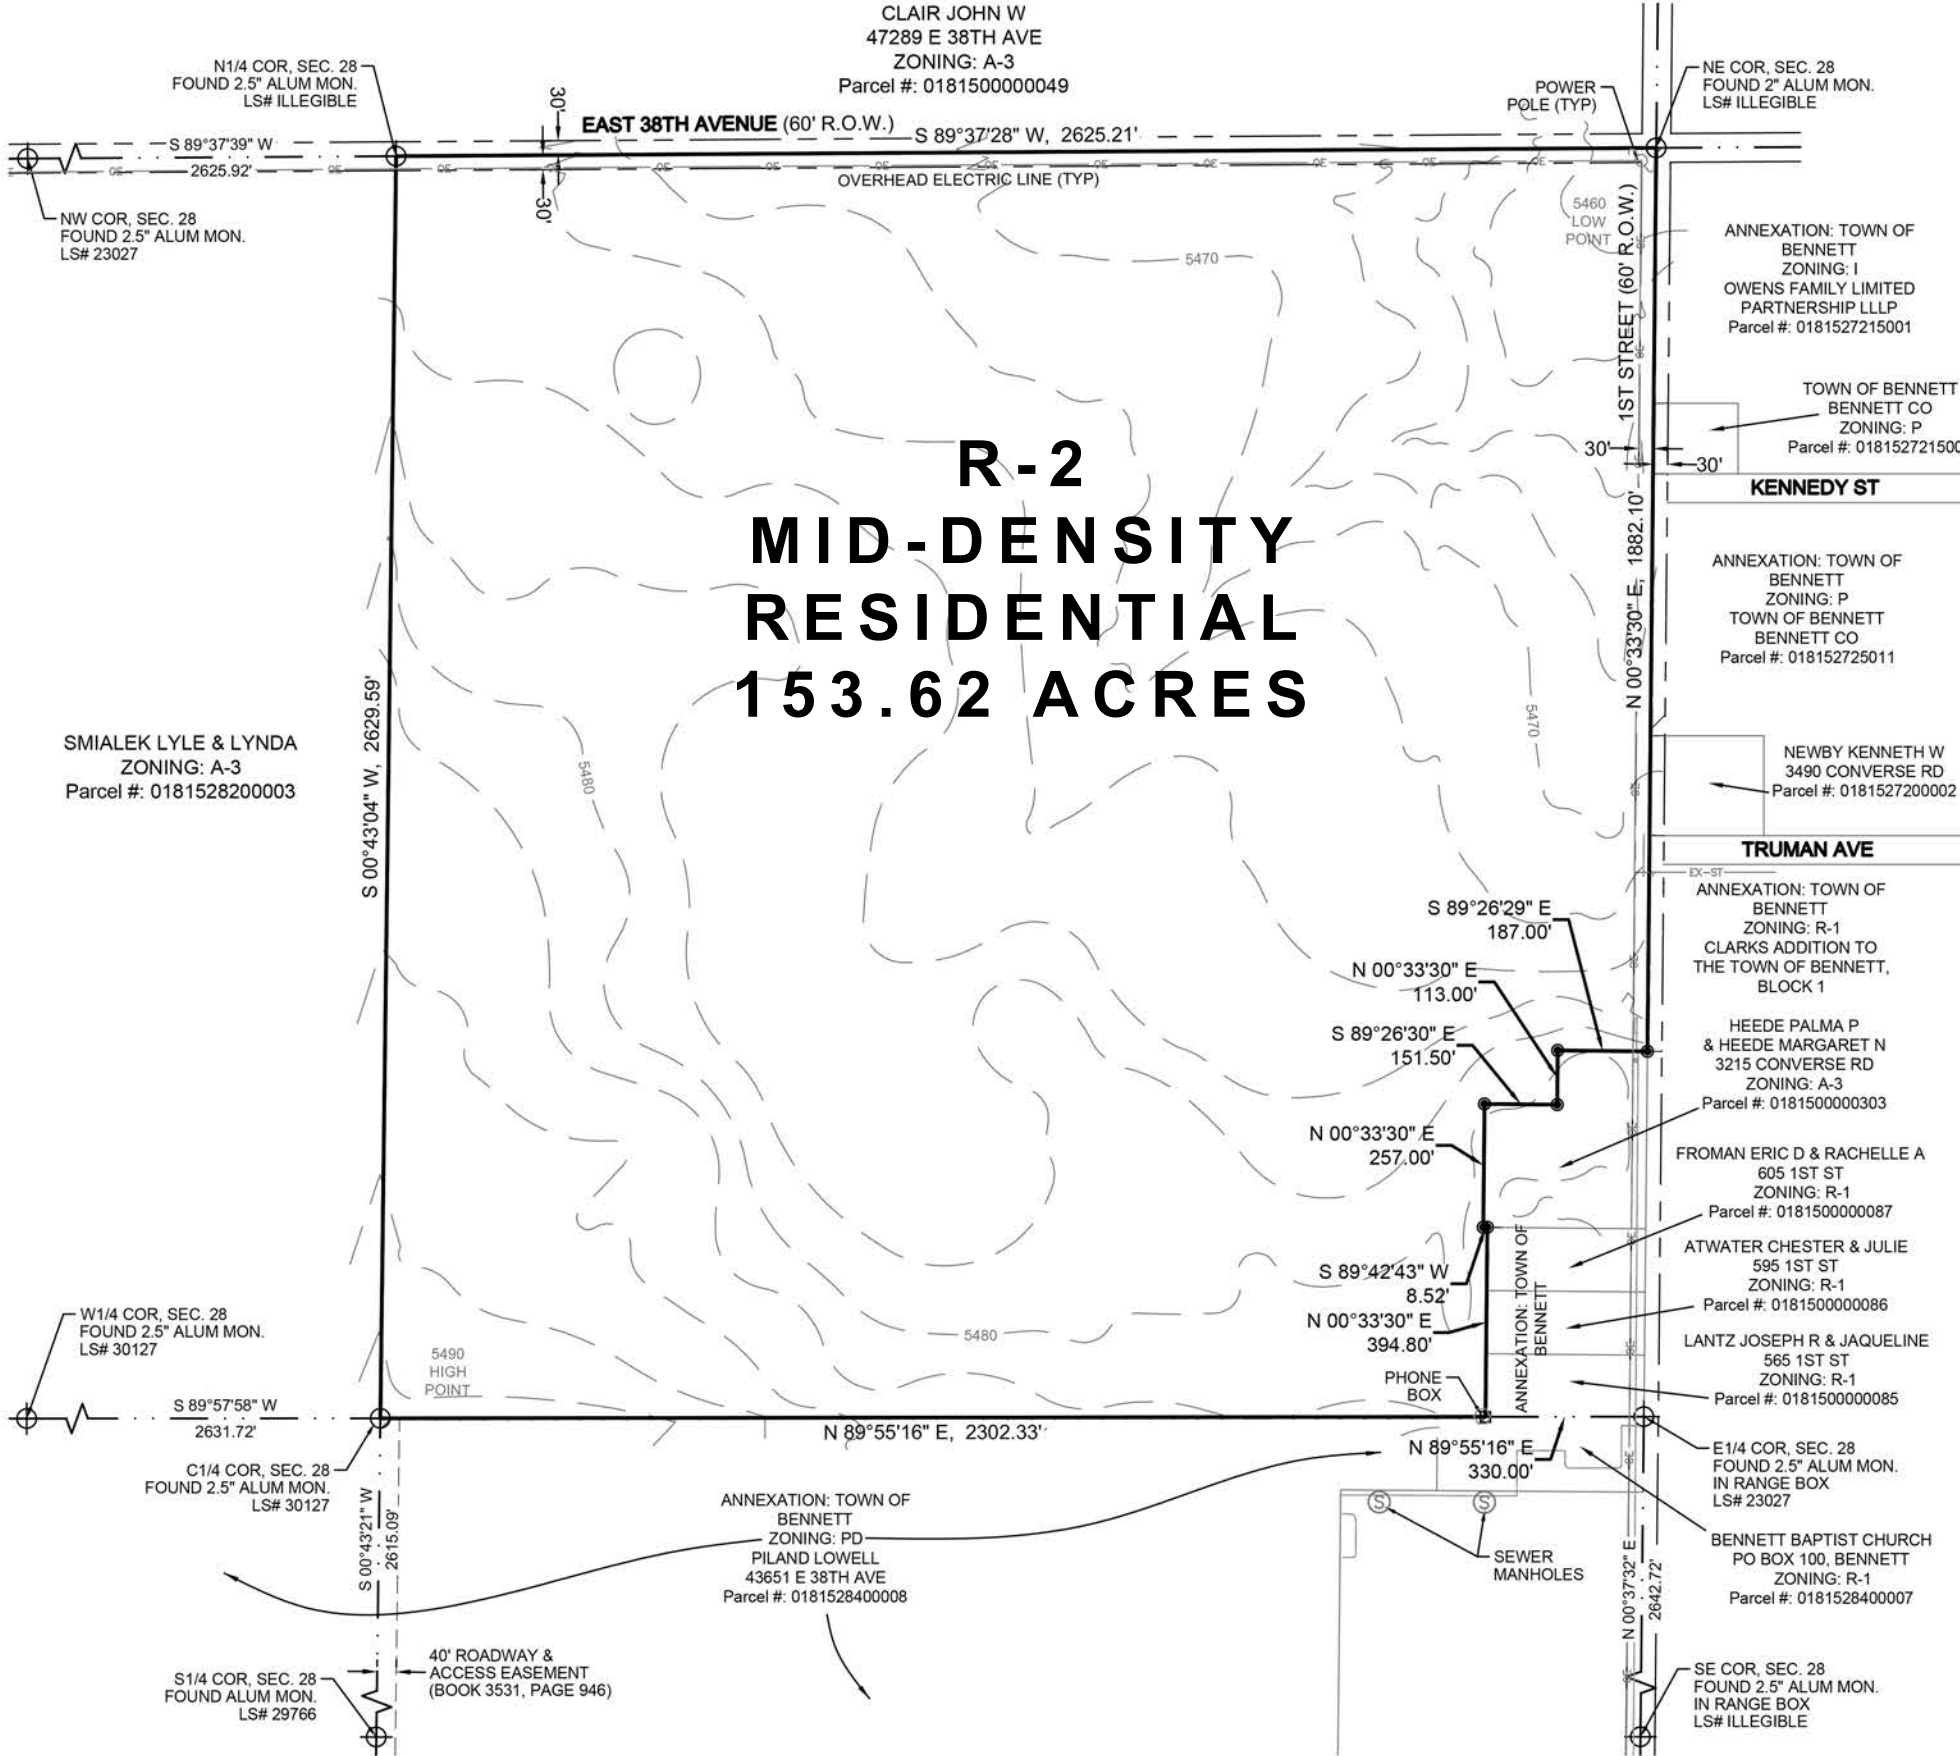 CLAIR JOHN W
47289 E 38TH AVE
ZONING: A-3
Parcel #: 0181500000049
N1/4 COR, SEC. 28
FOUND 2.5" ALUM MON.
LS# ILLEGIBLE
POWER
POLE (TYP)
NE COR, SEC. 28
FOUND 2" ALUM MON.
LS# ILLEGIBLE
30'
EAST 38TH AVENUE (60' R.O.W.)
S 89°37'28" W, 2625.21'
S 89°37'39" W
2625.92'
OVERHEAD ELECTRIC LINE (TYP)
30'
NW COR, SEC. 28
FOUND 2.5" ALUM MON.
LS# 23027
5460
LOW
POINT
1ST STREET (60' R.O.W.)
5470
ANNEXATION: TOWN OF
BENNETT
ZONING: I
OWENS FAMILY LIMITED
PARTNERSHIP LLLP
Parcel #: 0181527215001
TOWN OF BENNETT
BENNETT CO
ZONING: P
Parcel #: 018152721500
30'
30'
KENNEDY ST
R-2
MID-DENSITY
RESIDENTIAL
153.62 ACRES
N 00°33'30" E, 1882.10'
ANNEXATION: TOWN OF
BENNETT
ZONING: P
TOWN OF BENNETT
BENNETT CO
Parcel #: 018152725011
S 00°43'04" W, 2629.59'
SMIALEK LYLE & LYNDA
ZONING: A-3
Parcel #: 0181528200003
5480
5470
NEWBY KENNETH W
3490 CONVERSE RD
Parcel #: 0181527200002
TRUMAN AVE
EX-ST
ANNEXATION: TOWN OF
BENNETT
ZONING: R-1
CLARKS ADDITION TO
THE TOWN OF BENNETT,
BLOCK 1
S 89°26'29" E
187.00'
N 00°33'30" E
113.00'
S 89°26'30" E
151.50'
HEEDE PALMA P
& HEEDE MARGARET N
3215 CONVERSE RD
ZONING: A-3
Parcel #: 0181500000303
N 00°33'30" E
257.00'
FROMAN ERIC D & RACHELLE A
605 1ST ST
ZONING: R-1
Parcel #: 0181500000087
S 89°42'43" W
8.52'
ANNEXATION: TOWN OF
BENNETT
ATWATER CHESTER & JULIE
595 1ST ST
ZONING: R-1
Parcel #: 0181500000086
N 00°33'30" E
394.80'
W1/4 COR, SEC. 28
FOUND 2.5" ALUM MON.
LS# 30127
5490
HIGH
POINT
5480
LANTZ JOSEPH R & JAQUELINE
565 1ST ST
ZONING: R-1
Parcel #: 0181500000085
PHONE
BOX
S 89°57'58" W
2631.72'
N 89°55'16" E, 2302.33'
N 89°55'16" E
330.00'
E1/4 COR, SEC. 28
FOUND 2.5" ALUM MON.
IN RANGE BOX
LS# 23027
C1/4 COR, SEC. 28
FOUND 2.5" ALUM MON.
LS# 30127
S 00°43'21" W
2615.09'
ANNEXATION: TOWN OF
BENNETT
ZONING: PD
PILAND LOWELL
43651 E 38TH AVE
Parcel #: 0181528400008
S
S
SEWER
MANHOLES
BENNETT BAPTIST CHURCH
PO BOX 100, BENNETT
ZONING: R-1
Parcel #: 0181528400007
N 00°37'32" E
2642.72'
40' ROADWAY &
ACCESS EASEMENT
(BOOK 3531, PAGE 946)
S1/4 COR, SEC. 28
FOUND ALUM MON.
LS# 29766
SE COR, SEC. 28
FOUND 2.5" ALUM MON.
IN RANGE BOX
LS# ILLEGIBLE